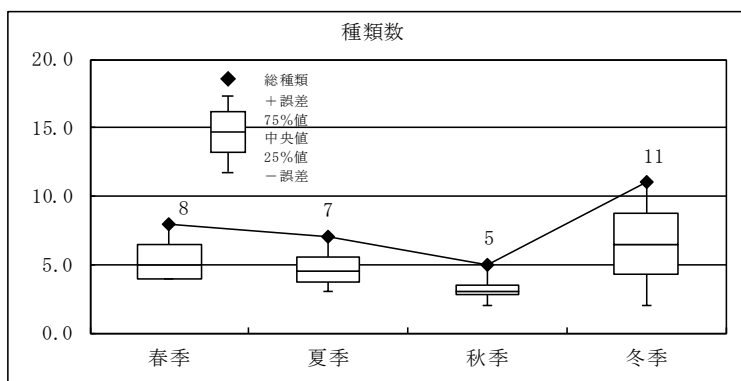 種類数
20.0
15.0
10.0
5.0
0.0
総種類
＋誤差
75%値
中央値
25%値
－誤差
8
7
5
11
春季 夏季 秋季 冬季